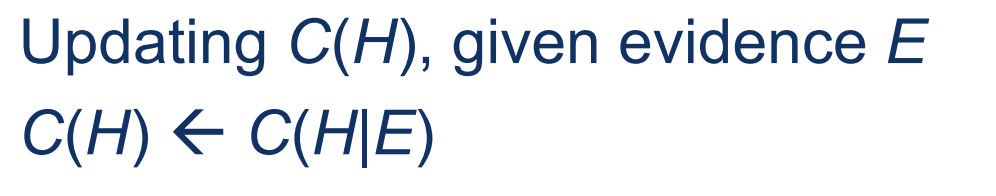 Updating C(H), given evidence E
C(H) ← C(H|E)